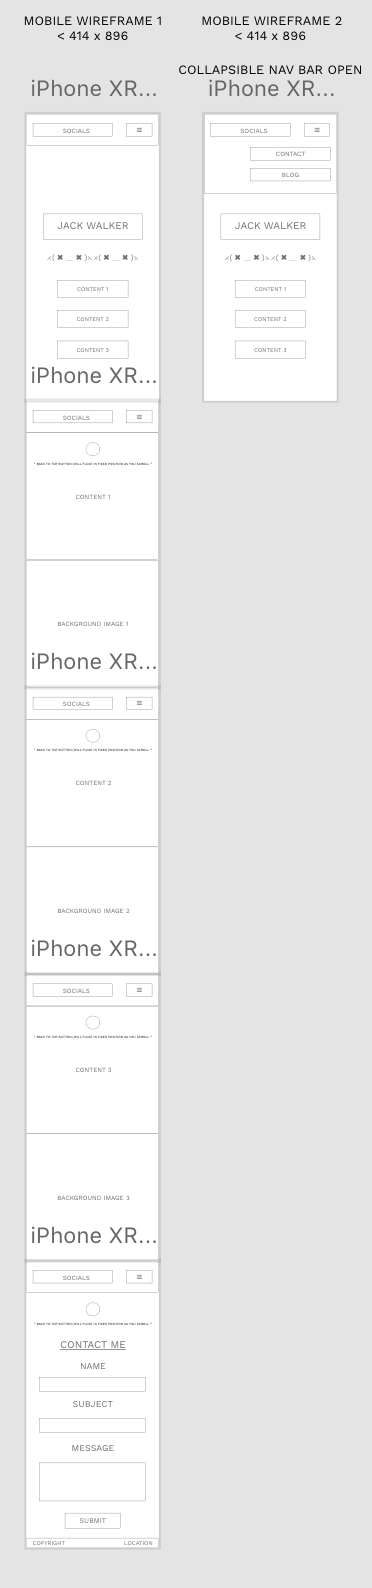 MOBILE WIREFRAME 1
< 414 x 896
MOBILE WIREFRAME 2
< 414 x 896
COLLAPSIBLE NAV BAR OPEN
iPhone XR...
SOCIALS
JACK WALKER
CONTENT 1
CONTENT 2
CONTENT 3
iPhone XR...
SOCIALS
CONTACT
BLOG
JACK WALKER
CONTENT 1
CONTENT 2
CONTENT 3
iPhone XR...
SOCIALS
* BACK TO TOP BUTTON (WILL FLOAT IN FIXED POSITION AS YOU SCROLL *
CONTENT 1
BACKGROUND IMAGE 1
iPhone XR...
SOCIALS
* BACK TO TOP BUTTON (WILL FLOAT IN FIXED POSITION AS YOU SCROLL *
CONTENT 2
BACKGROUND IMAGE 2
iPhone XR...
SOCIALS
* BACK TO TOP BUTTON (WILL FLOAT IN FIXED POSITION AS YOU SCROLL *
CONTENT 3
BACKGROUND IMAGE 3
iPhone XR...
SOCIALS
* BACK TO TOP BUTTON (WILL FLOAT IN FIXED POSITION AS YOU SCROLL *
CONTACT ME
NAME
SUBJECT
MESSAGE
SUBMIT
COPYRIGHT
LOCATION